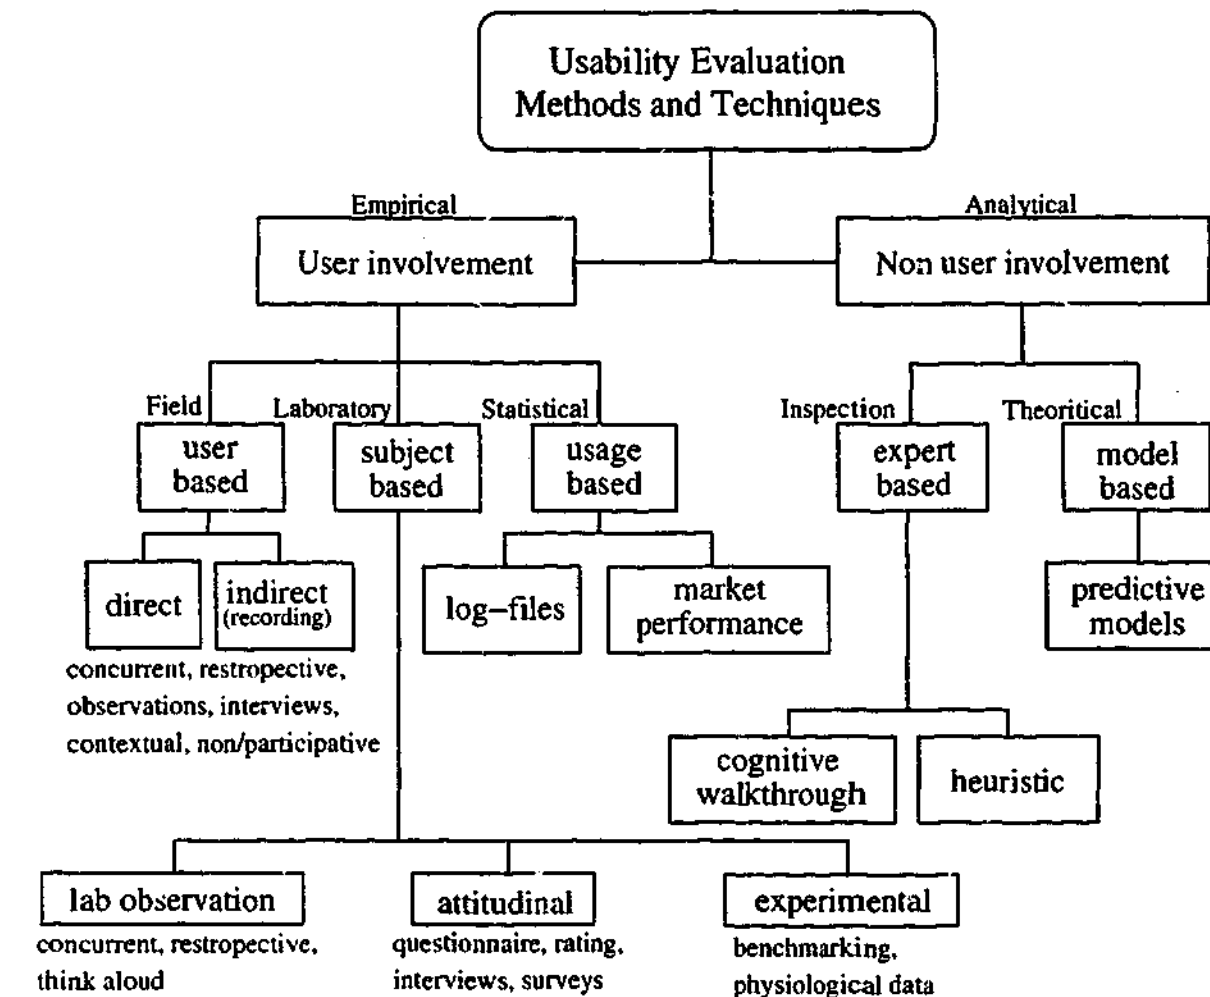 Usability Evaluation
Methods and Techniques
Empirical
Analytical
User involvement
Non user involvement
Field
Laboratory
Statistical
Inspection
Theoritical
user
based
subject
based
usage
based
expert
based
model
based
direct
indirect
(recording)
log-files
market
performance
predictive
models
concurrent, restropective,
observations, interviews,
contextual, non/participative
cognitive
walkthrough
heuristic
lab observation
attitudinal
experimental
concurrent, restropective,
think aloud
questionnaire, rating,
interviews, surveys
benchmarking,
physiological data